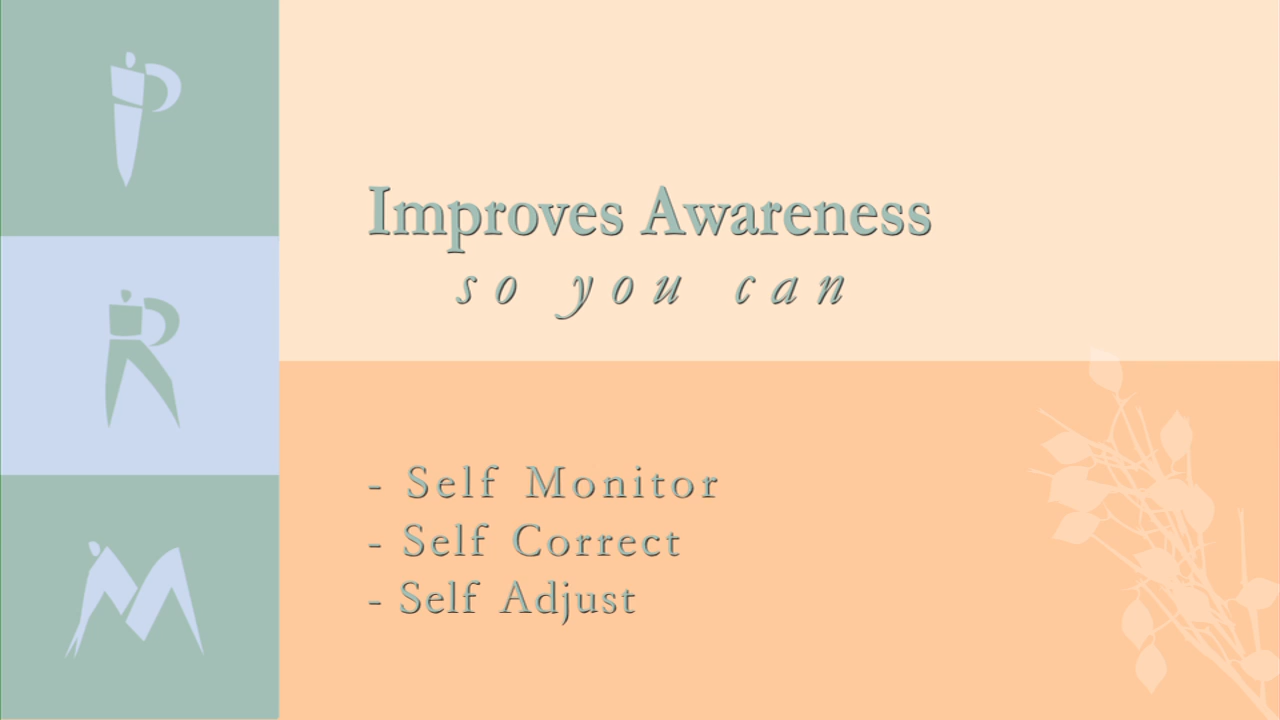 P
R
M
Improves Awareness
so you can
- Self Monitor
- Self Correct
- Self Adjust